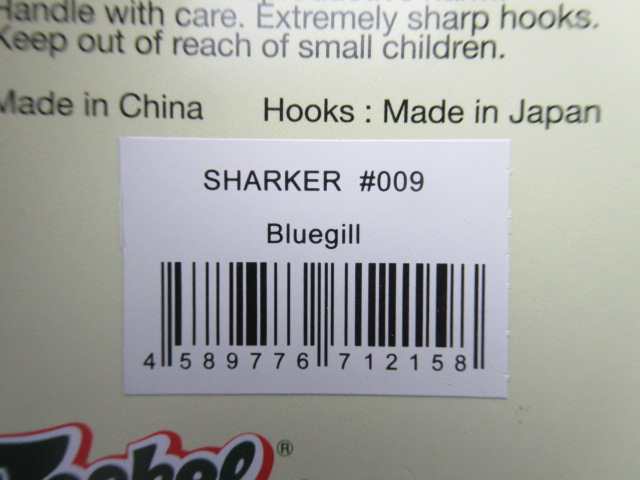 Handle with care. Extremely sharp hooks.
Keep out of reach of small children.
Made in China
Hooks : Made in Japan
SHARKER #009
Bluegill
4 589776 712158
®